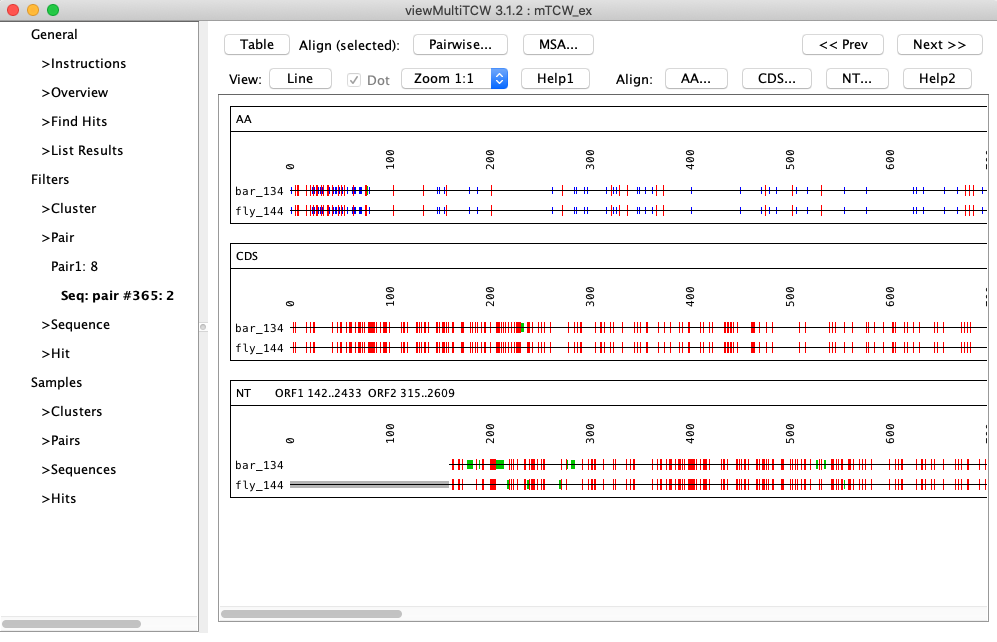 viewMultiTCW 3.1.2 : mTCW_ex
General
>Instructions
>Overview
>Find Hits
>List Results
Filters
>Cluster
>Pair
Pair1: 8
Seq: pair #365: 2
>Sequence
>Hit
Samples
>Clusters
>Pairs
>Sequences
>Hits
Table Align (selected): Pairwise... MSA... << Prev Next >>
View: Line Dot Zoom 1:1 Help1 Align: AA... CDS... NT... Help2
AA
0 100 200 300 400 500 600
bar_134
fly_144
CDS
0 100 200 300 400 500 600
bar_134
fly_144
NT ORF1 142..2433 ORF2 315..2609
0 100 200 300 400 500 600
bar_134
fly_144